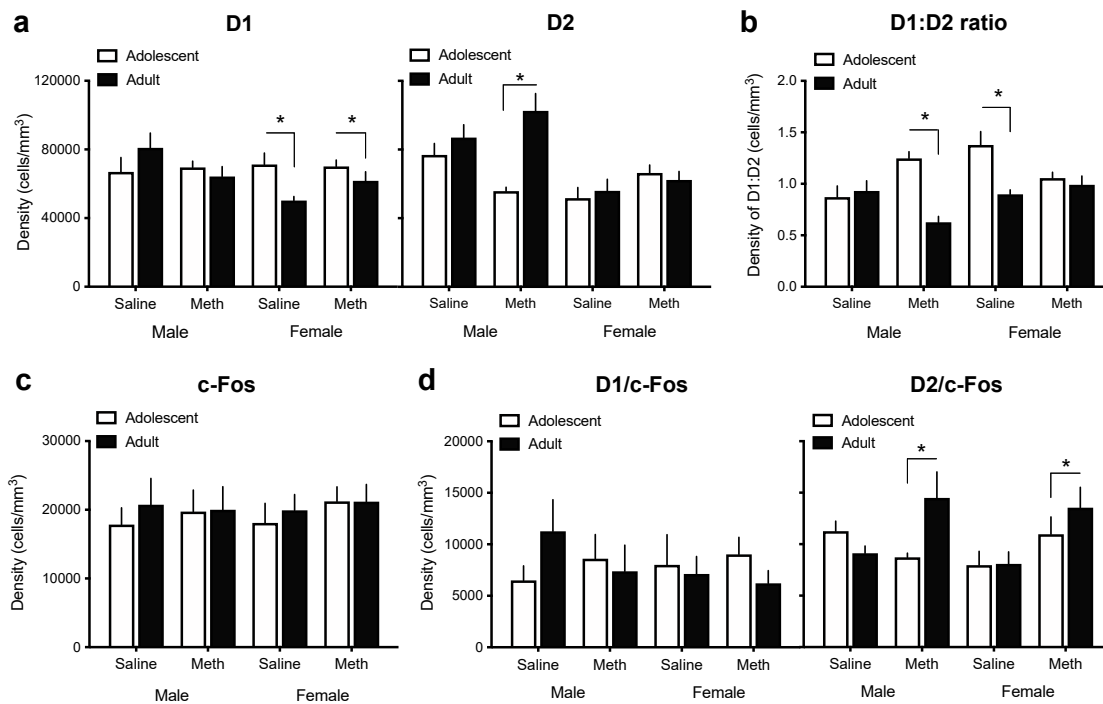 a
D1
D2
b
D1:D2 ratio
Adolescent
Adult
Adolescent
Adult
Adolescent
Adult
Density (cells/mm³)
120000
80000
40000
0
*
*
*
Saline Meth Saline Meth
Male Female
Saline Meth Saline Meth
Male Female
Density of D1:D2 (cells/mm³)
2.0
1.5
1.0
0.5
0.0
*
*
Saline Meth Saline Meth
Male Female
c
c-Fos
Adolescent
Adult
Density (cells/mm³)
30000
20000
10000
0
Saline Meth Saline Meth
Male Female
d
D1/c-Fos
D2/c-Fos
Adolescent
Adult
Adolescent
Adult
Density (cells/mm³)
20000
15000
10000
5000
0
Saline Meth Saline Meth
Male Female
*
*
Saline Meth Saline Meth
Male Female